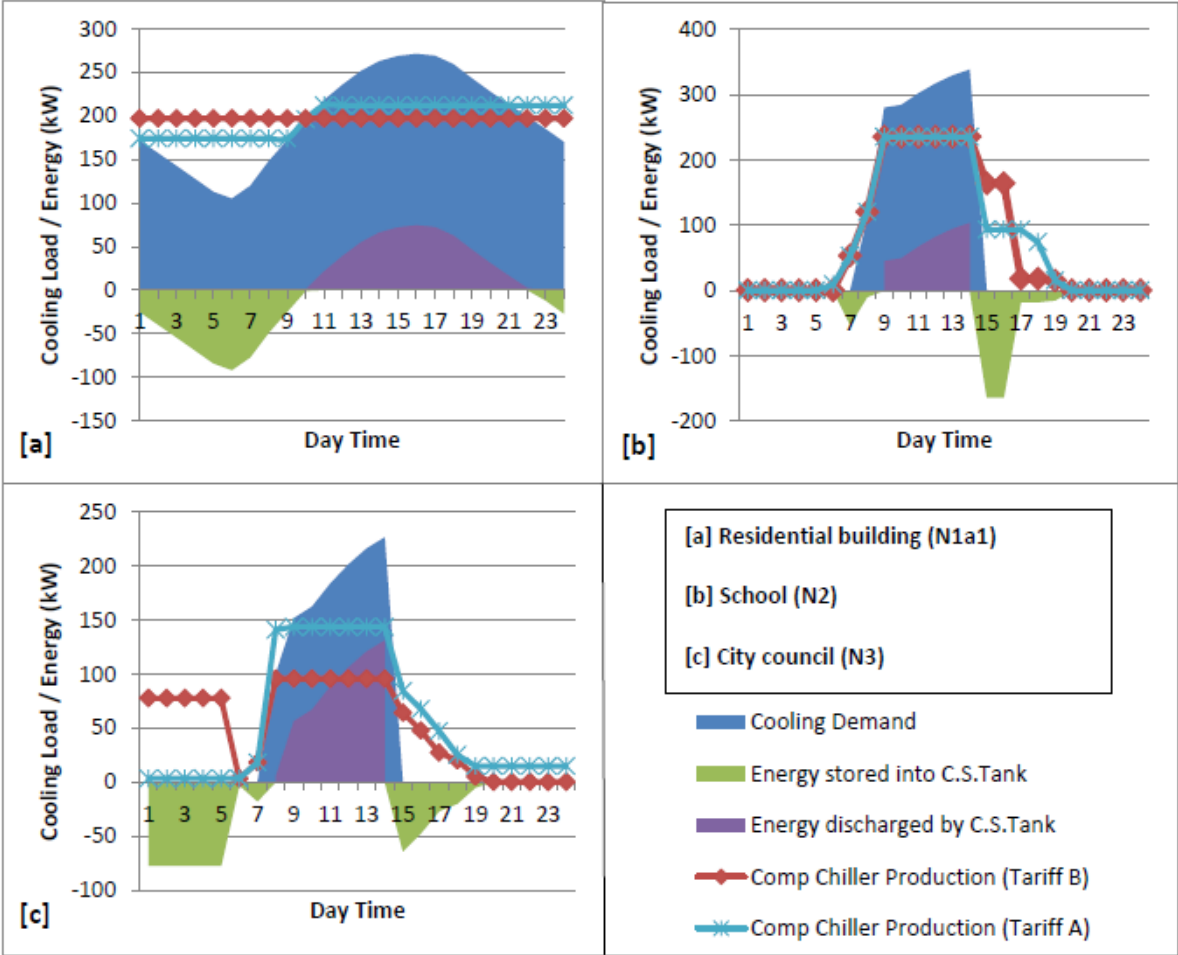 300
250
200
150
100
50
0
-50
-100
-150
Cooling Load / Energy (kW)
1 3 5 7 9 11 13 15 17 19 21 23
Day Time
[a]
400
300
200
100
0
-100
-200
Cooling Load / Energy (kW)
1 3 5 7 9 11 13 15 17 19 21 23
Day Time
[b]
250
200
150
100
50
0
-50
-100
Cooling Load / Energy (kW)
1 3 5 7 9 11 13 15 17 19 21 23
Day Time
[c]
[a] Residential building (N1a1)
[b] School (N2)
[c] City council (N3)
Cooling Demand
Energy stored into C.S.Tank
Energy discharged by C.S.Tank
Comp Chiller Production (Tariff B)
Comp Chiller Production (Tariff A)